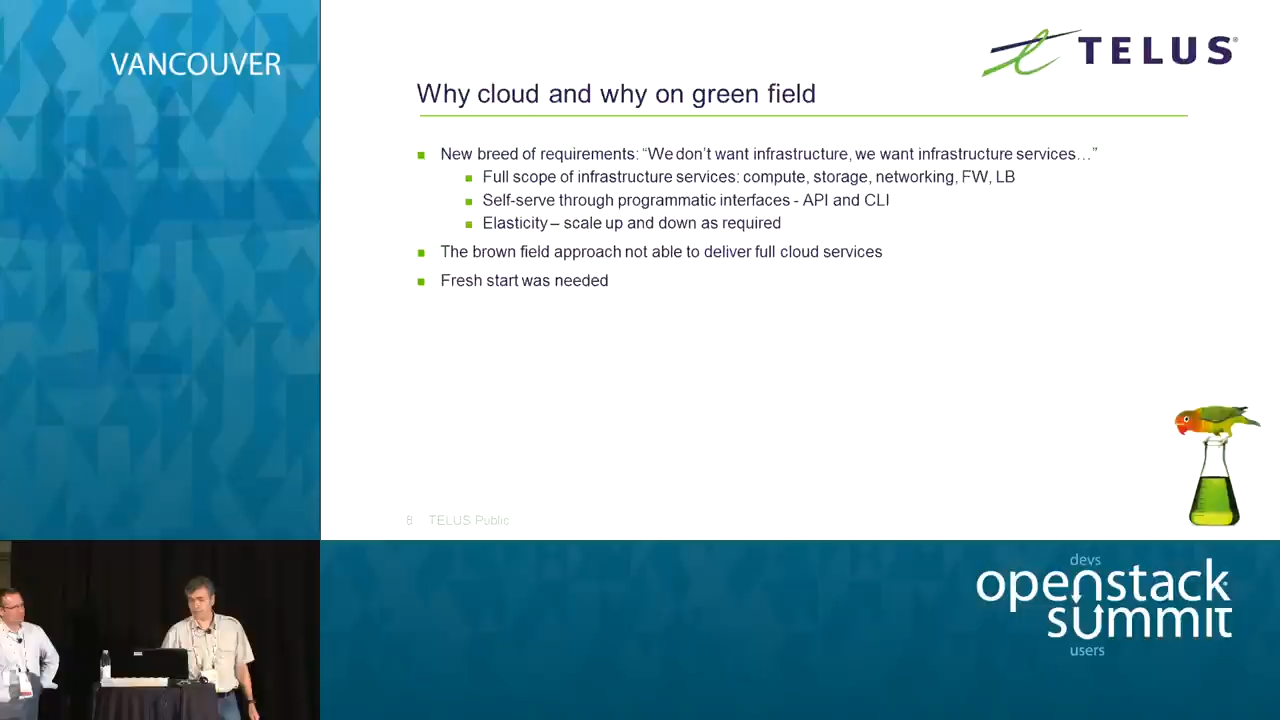 VANCOUVER
TELUS®
Why cloud and why on green field
New breed of requirements: “We don’t want infrastructure, we want infrastructure services…”
Full scope of infrastructure services: compute, storage, networking, FW, LB
Self-serve through programmatic interfaces - API and CLI
Elasticity – scale up and down as required
The brown field approach not able to deliver full cloud services
Fresh start was needed
TELUS Public
devs
openstack
summit
users